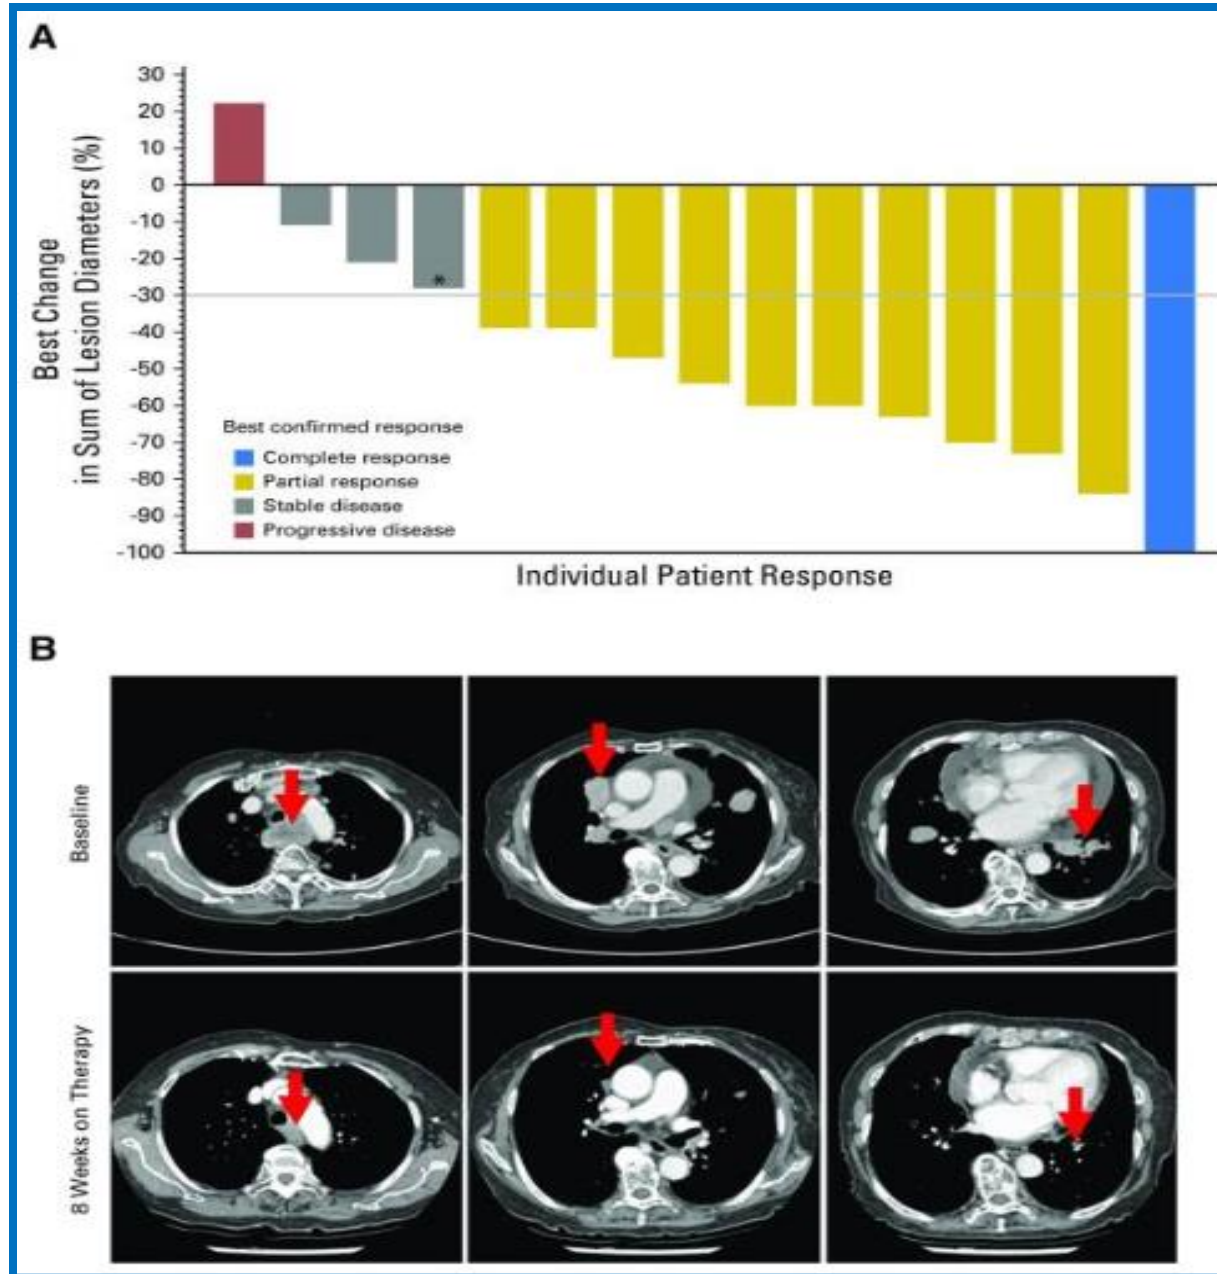 A
Best Change
in Sum of Lesion Diameters (%)
30
20
10
0
-10
-20
-30
-40
-50
-60
-70
-80
-90
-100
*
Best confirmed response
Complete response
Partial response
Stable disease
Progressive disease
Individual Patient Response
B
Baseline
8 Weeks on Therapy